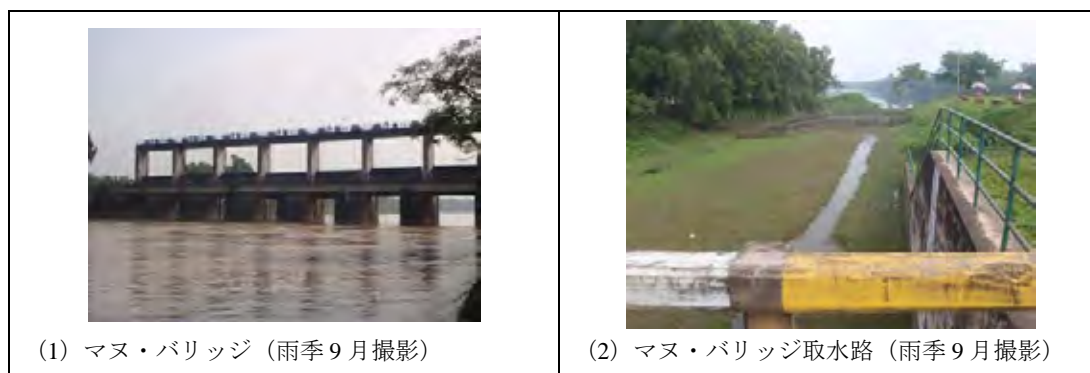 (1) マヌ・バリッジ(雨季 9 月撮影)
(2) マヌ・バリッジ取水路(雨季 9 月撮影)